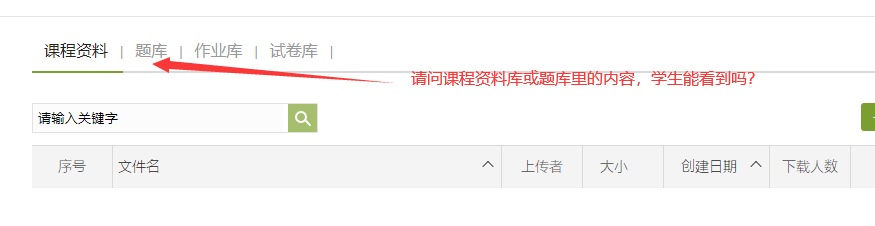 课程资料 | 题库 | 作业库 | 试卷库 |
请问课程资料库或题库里的内容，学生能看到吗？
请输入关键字
序号 文件名 上传者 大小 创建日期 下载人数